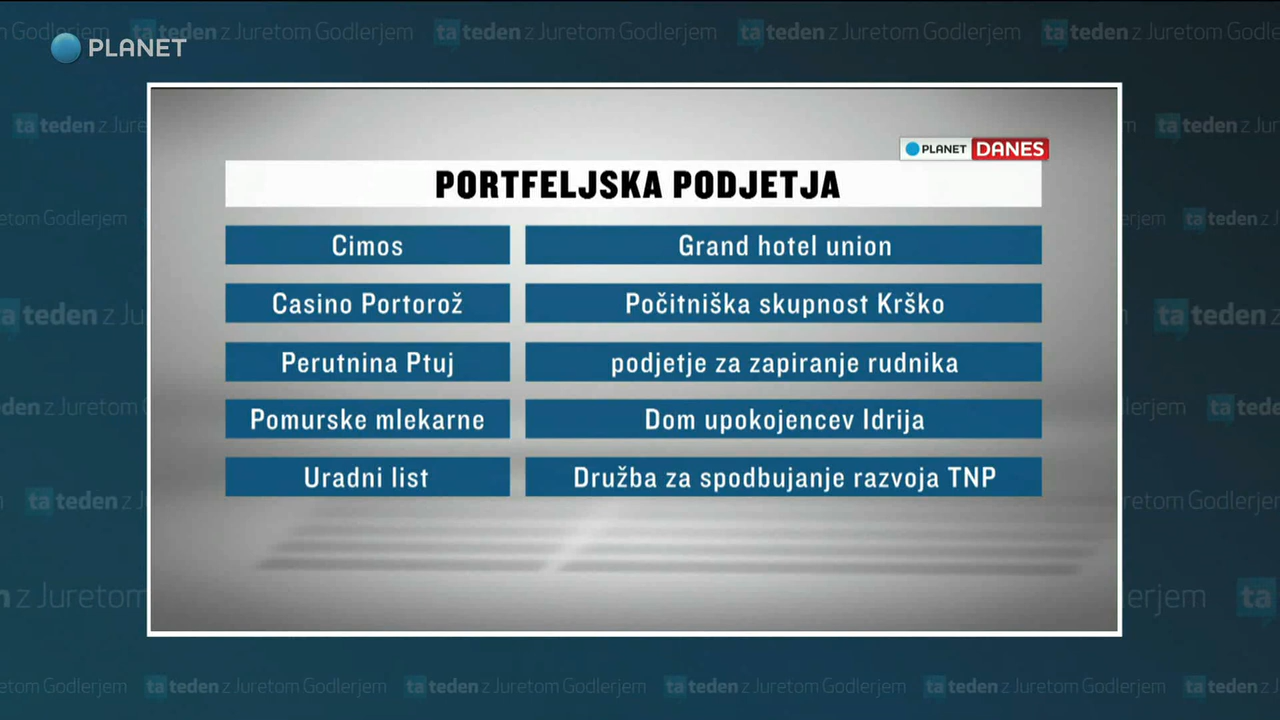 PLANET
ta teden z Juretom Godlerjem
PLANET DANES
PORTFELJSKA PODJETJA
Cimos
Grand hotel union
Casino Portorož
Počitniška skupnost Krško
Perutnina Ptuj
podjetje za zapiranje rudnika
Pomurske mlekarne
Dom upokojencev Idrija
Uradni list
Družba za spodbujanje razvoja TNP